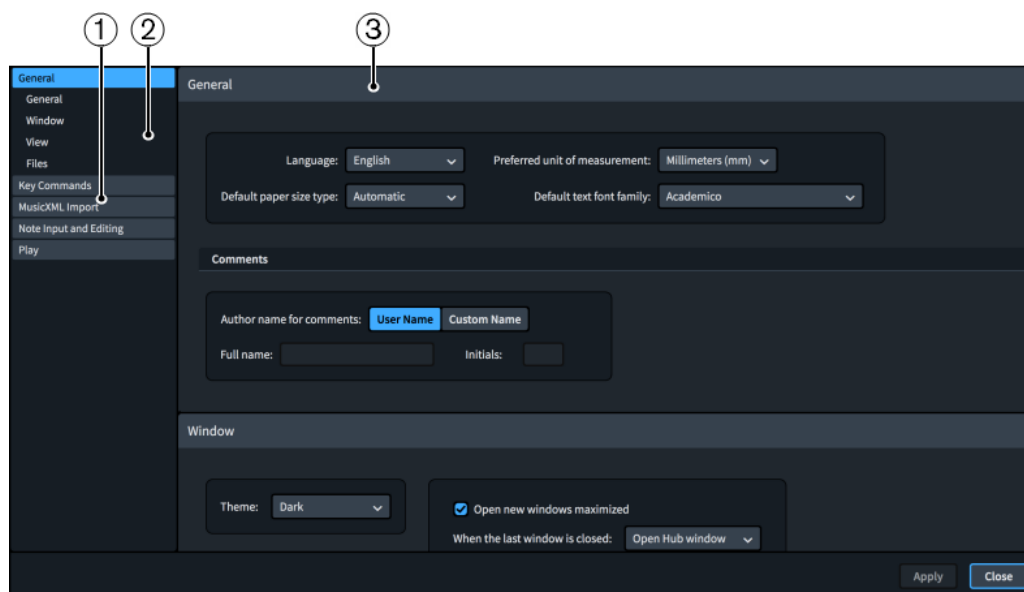 1 2 3
General
General
Window
View
Files
Key Commands
MusicXML Import
Note Input and Editing
Play
General
Language: English Preferred unit of measurement: Millimeters (mm)
Default paper size type: Automatic Default text font family: Academico
Comments
Author name for comments: User Name Custom Name
Full name: Initials:
Window
Theme: Dark Open new windows maximized
When the last window is closed: Open Hub window
Apply Close